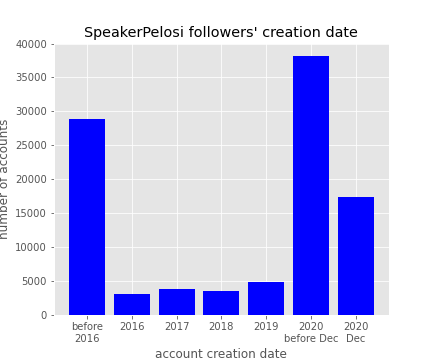 SpeakerPelosi followers' creation date
number of accounts
40000
35000
30000
25000
20000
15000
10000
5000
0
before
2016
2016
2017
2018
2019
2020
before Dec
2020
Dec
account creation date